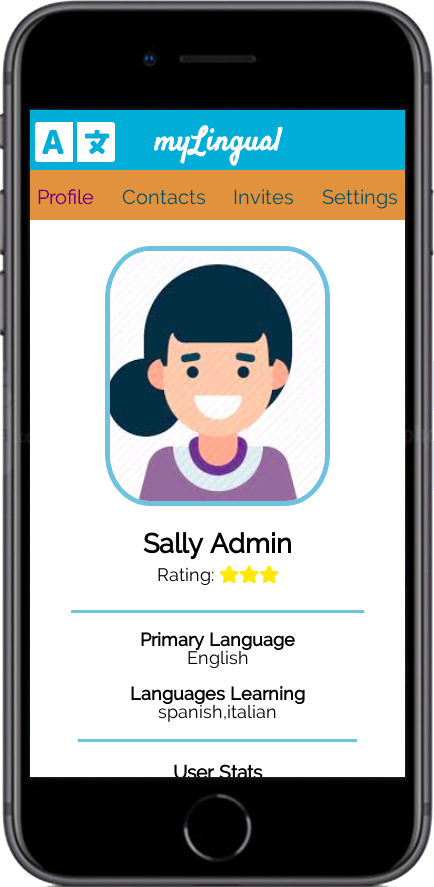 A 文 myLingual
Profile Contacts Invites Settings
Sally Admin
Rating:
Primary Language
English
Languages Learning
spanish,italian
User Stats